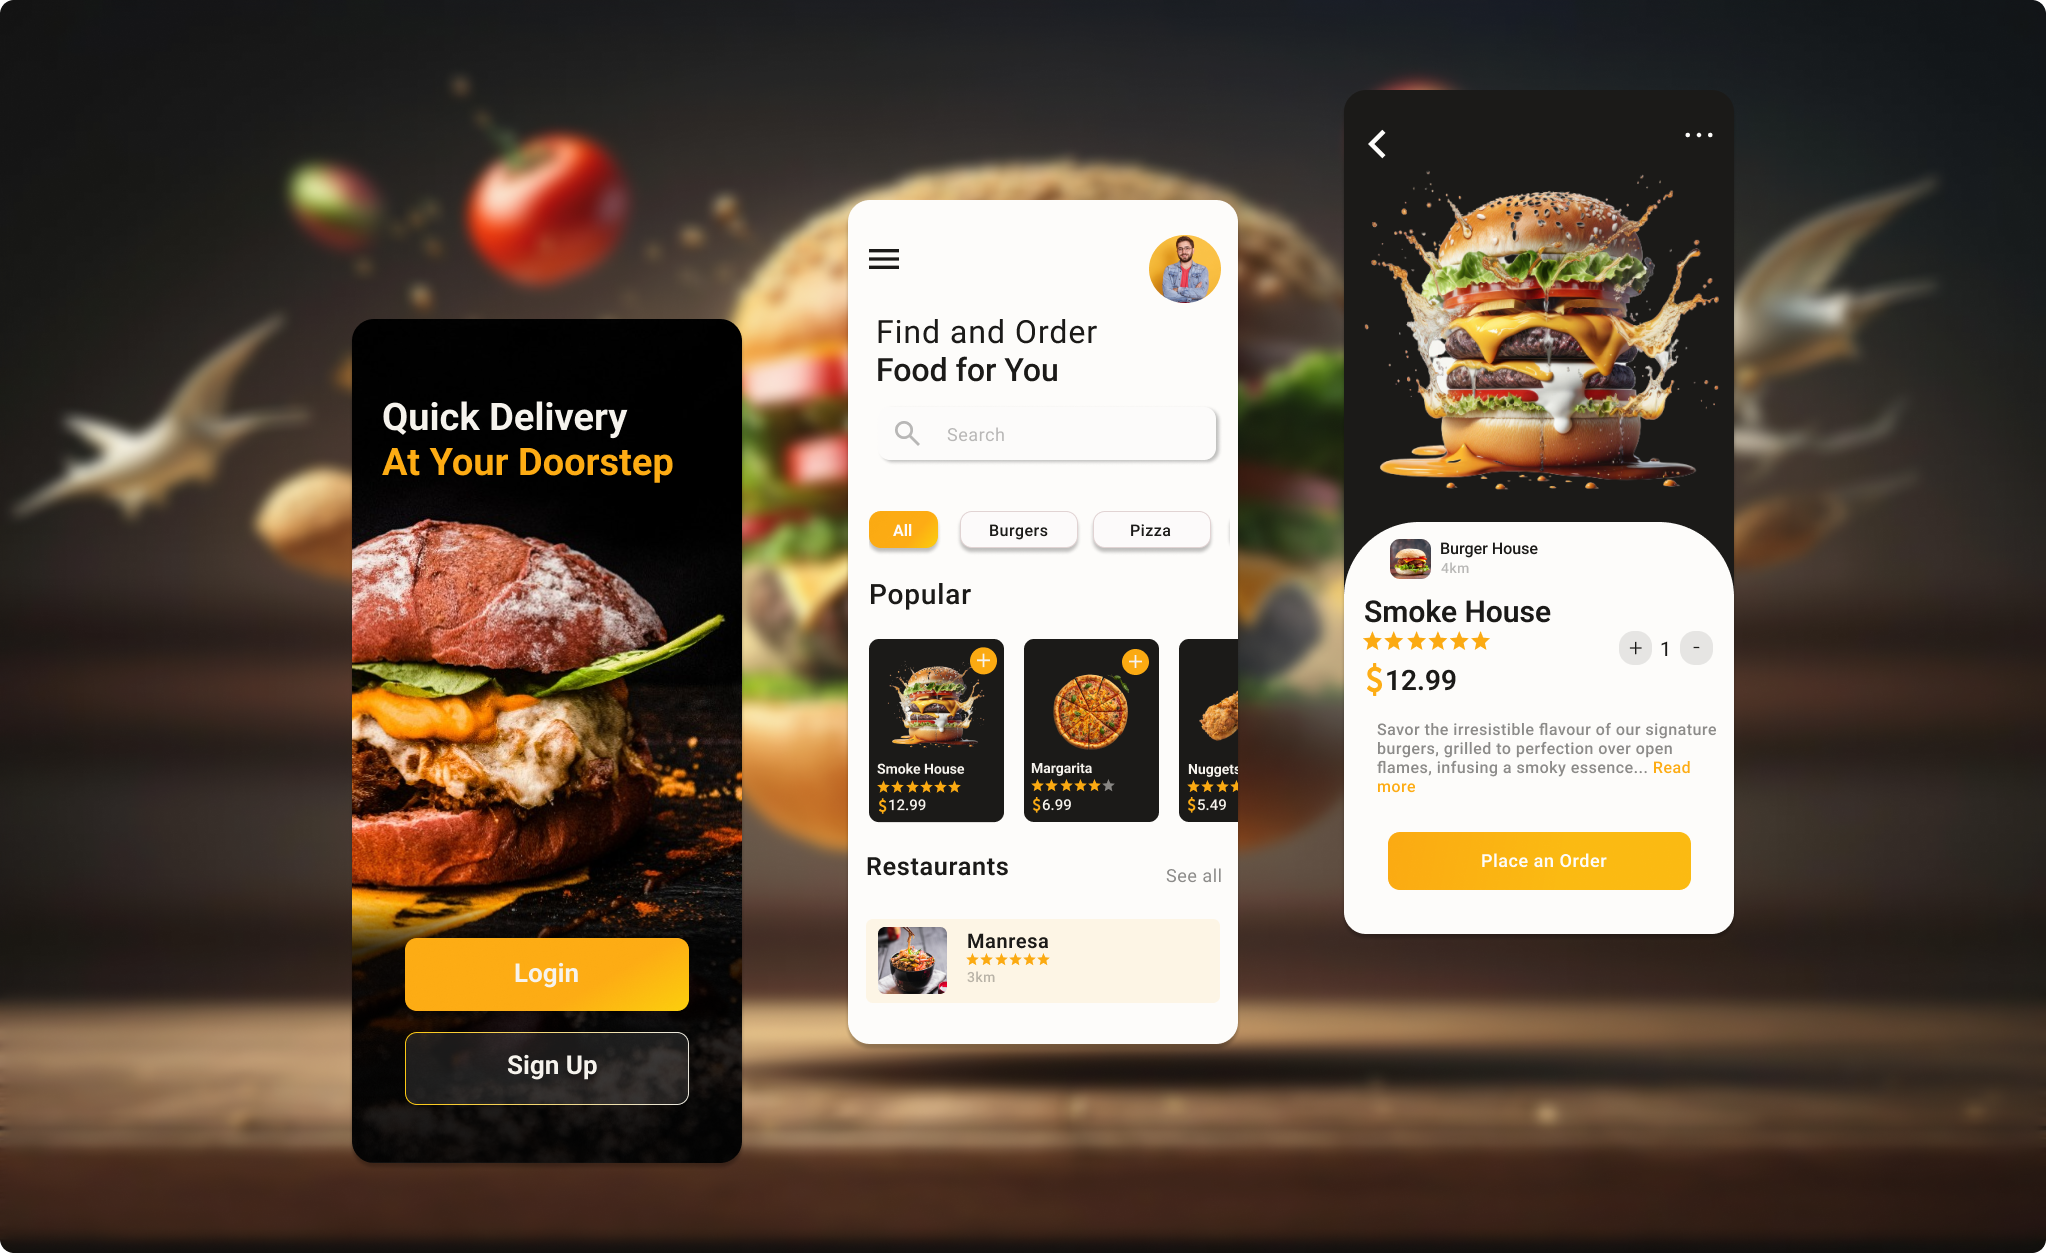 Quick Delivery
At Your Doorstep
Login
Sign Up
Find and Order
Food for You
Search
All
Burgers
Pizza
Popular
Smoke House
$12.99
Margarita
$6.99
Nuggets
$5.49
Restaurants
See all
Manresa
3km
Burger House
4km
Smoke House
+ 1 -
$12.99
Savor the irresistible flavour of our signature
burgers, grilled to perfection over open
flames, infusing a smoky essence... Read
more
Place an Order